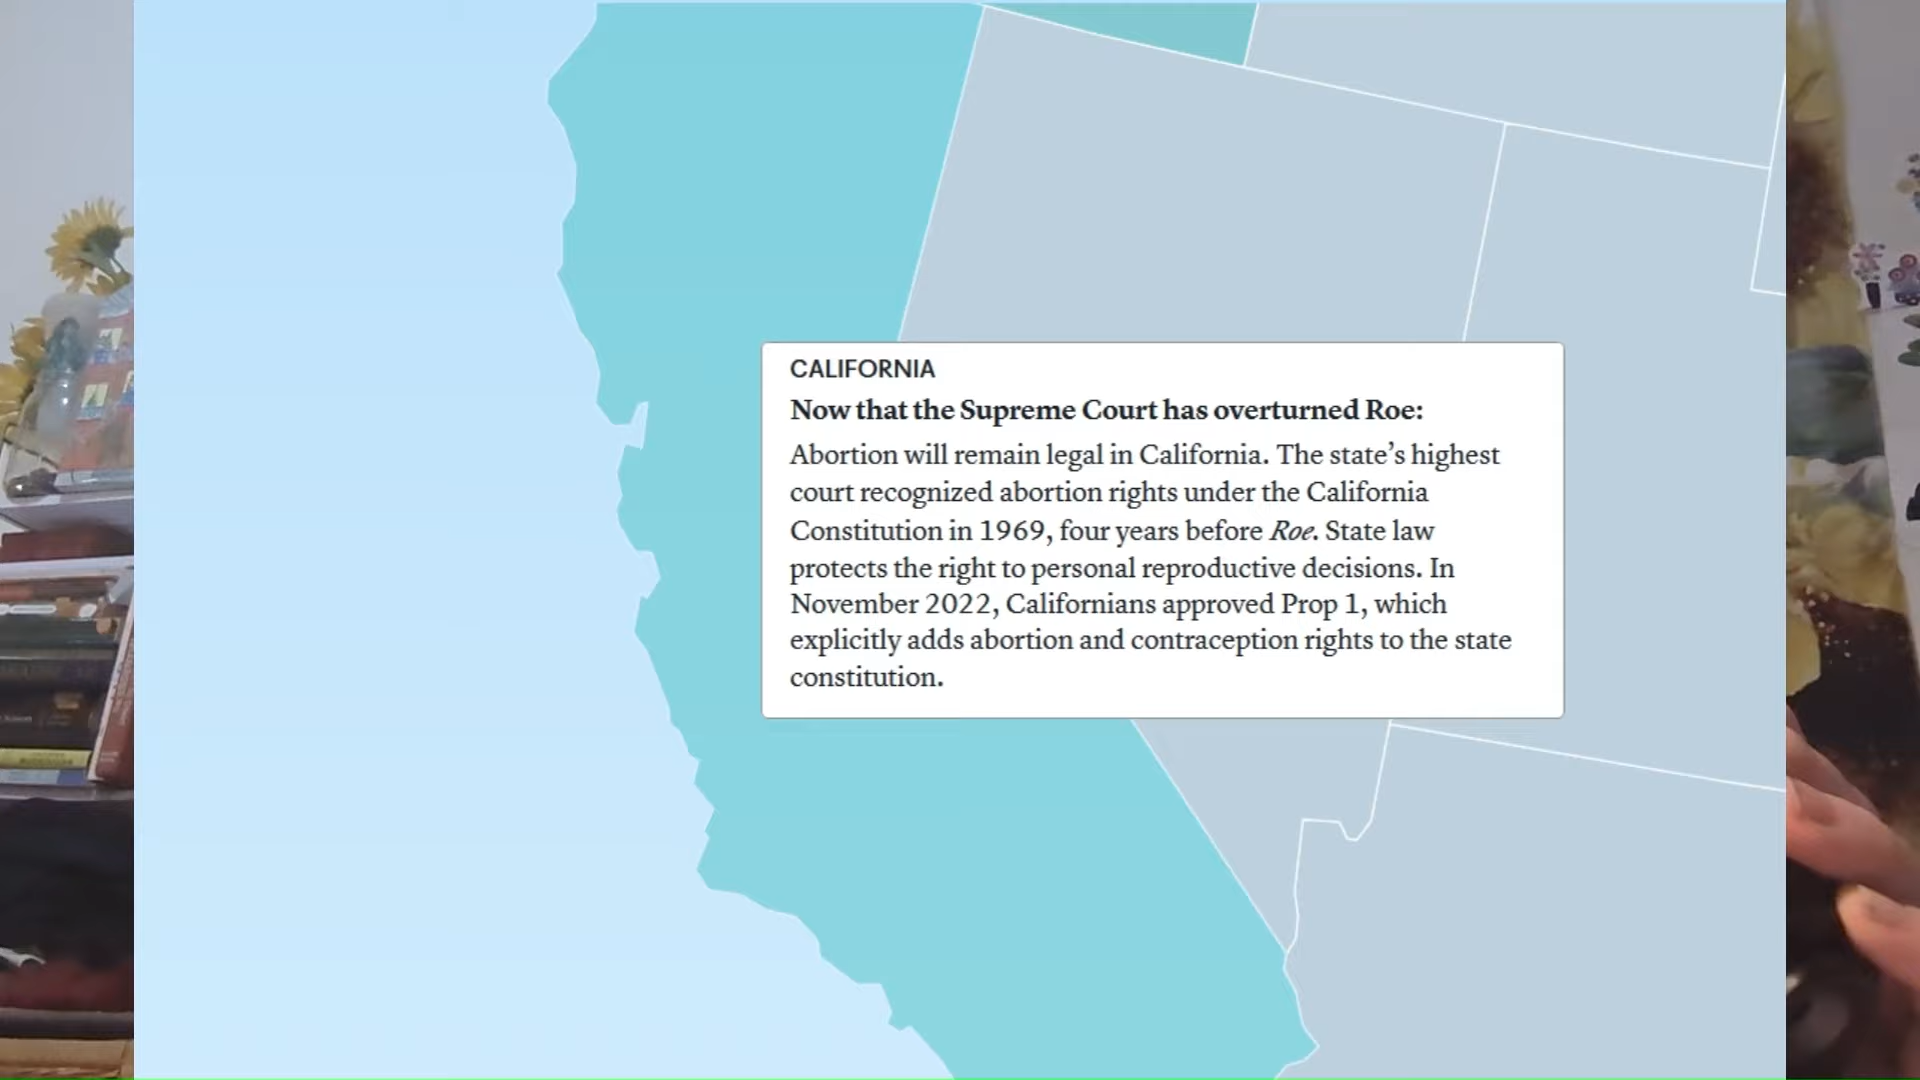 CALIFORNIA
Now that the Supreme Court has overturned Roe:
Abortion will remain legal in California. The state’s highest
court recognized abortion rights under the California
Constitution in 1969, four years before Roe. State law
protects the right to personal reproductive decisions. In
November 2022, Californians approved Prop 1, which
explicitly adds abortion and contraception rights to the state
constitution.